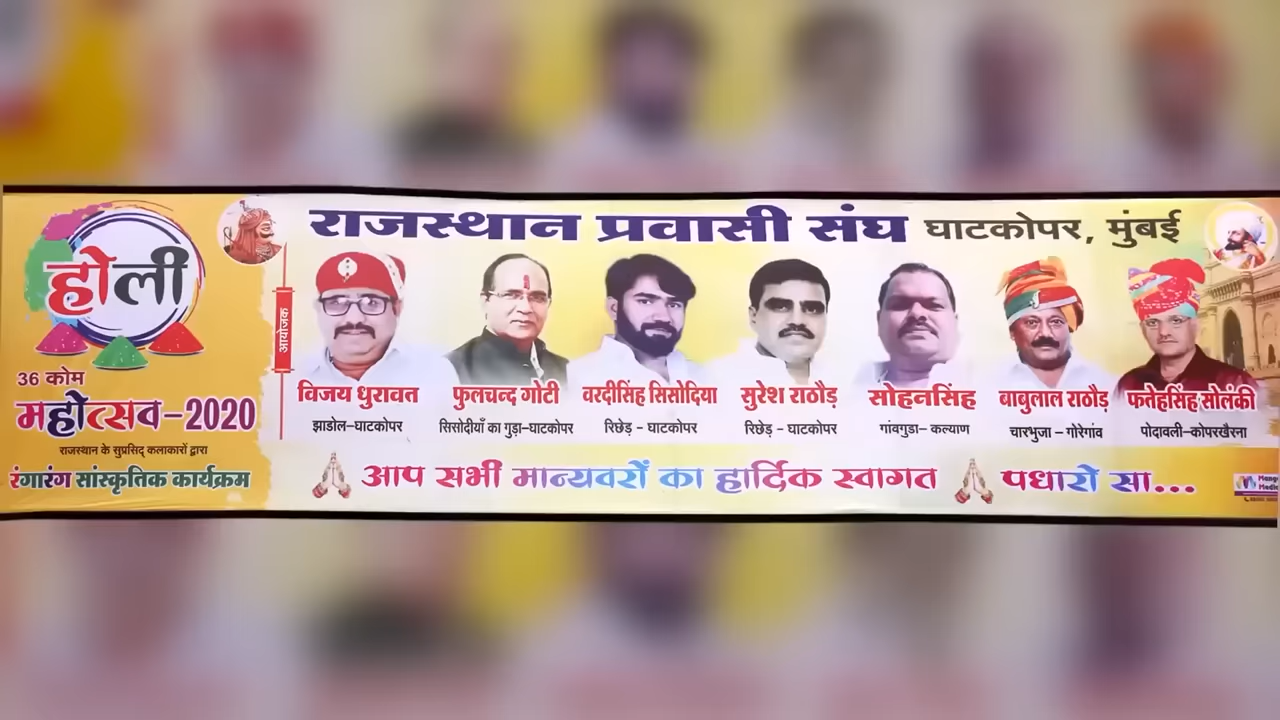 राजस्थान प्रवासी संघ घाटकोपर, मुंबई
होली
36 कोम
महोत्सव-2020
राजस्थान के सुप्रसिद् कलाकारों द्वारा
रंगारंग सांस्कृतिक कार्यक्रम
आयोजक
विजय धुरावत
झाडोल-घाटकोपर
फुलचन्द गोटी
सिसोदीयाँ का गुडा-घाटकोपर
वरदीसिंह सिसोदिया
रिछेड़ - घाटकोपर
सुरेश राठौड़
रिछेड़ - घाटकोपर
सोहनसिंह
गांवगुडा- कल्याण
बाबुलाल राठौड़
चारभुजा - गोरेगांव
फतेहसिंह सोलंकी
पोदावली-कोपरखैरना
आप सभी मान्यवरों का हार्दिक स्वागत पधारो सा...